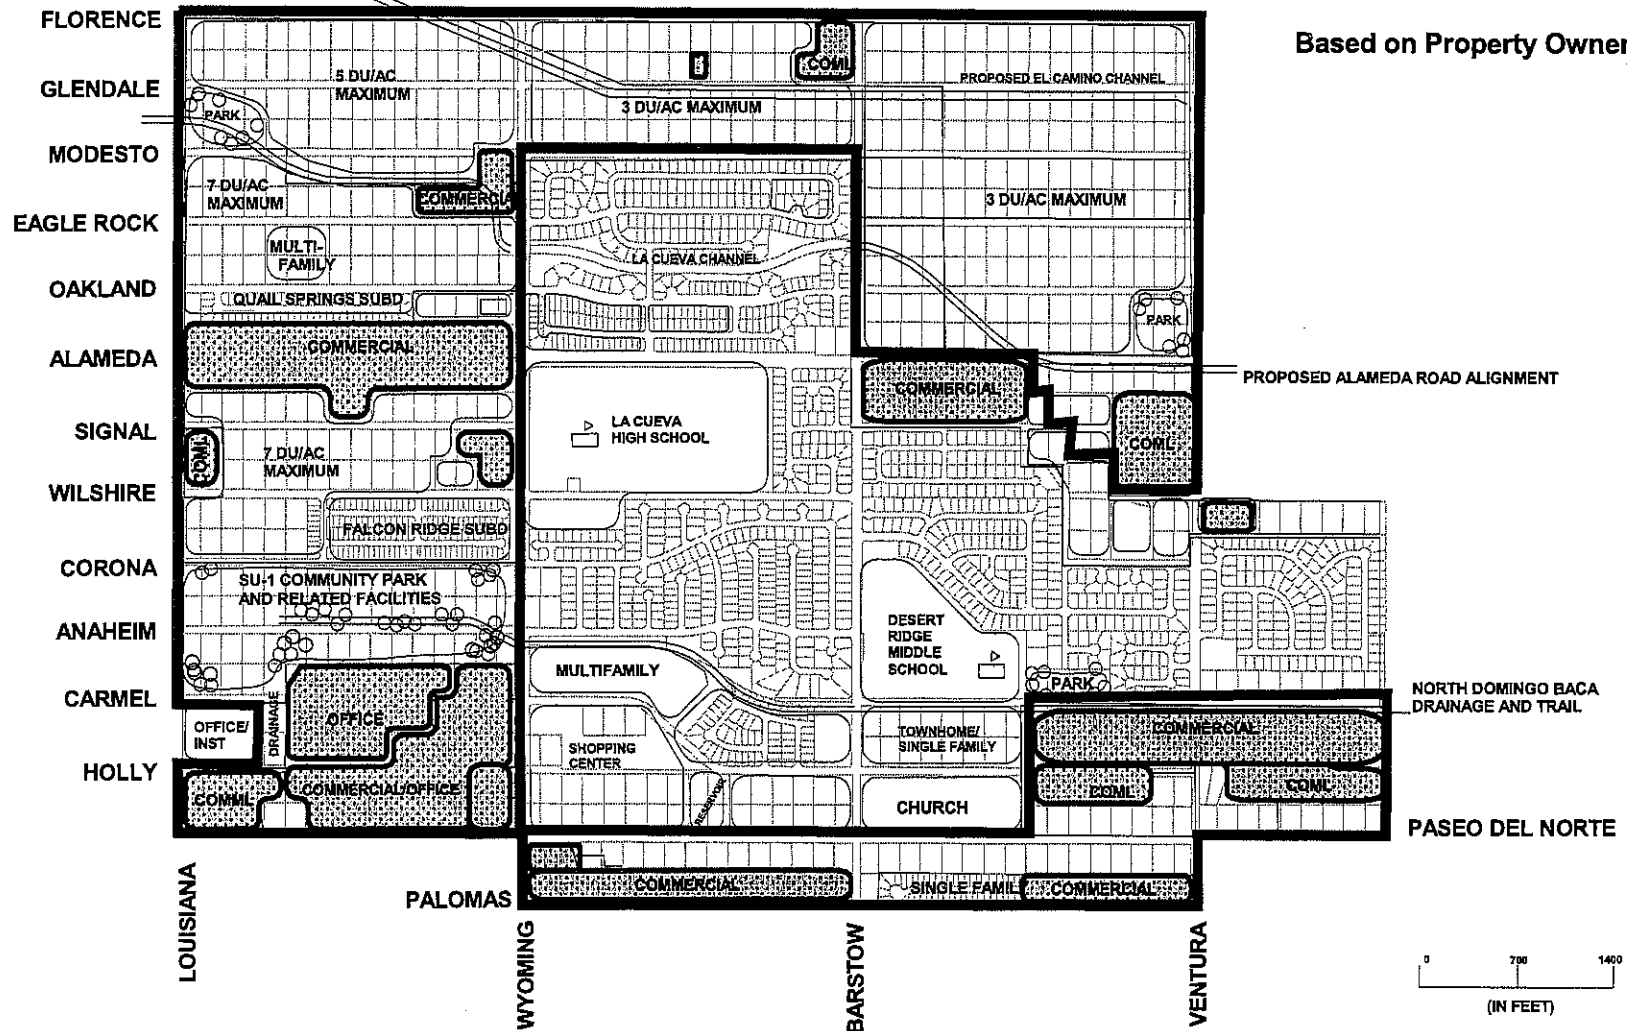 FLORENCE
GLENDALE
MODESTO
EAGLE ROCK
OAKLAND
ALAMEDA
SIGNAL
WILSHIRE
CORONA
ANAHEIM
CARMEL
HOLLY
PALOMAS
LOUISIANA
WYOMING
BARSTOW
VENTURA
Based on Property Owner
5 DU/AC
MAXIMUM
COML
PROPOSED EL CAMINO CHANNEL
3 DU/AC MAXIMUM
PARK
7 DU/AC
MAXIMUM
COMMERCIA
3 DU/AC MAXIMUM
MULTI-
FAMILY
LA CUEVA CHANNEL
QUAIL SPRINGS SUBD
PARK
COMMERCIAL
COMMERCIAL
PROPOSED ALAMEDA ROAD ALIGNMENT
LA CUEVA
HIGH SCHOOL
COML
COML
7 DU/AC
MAXIMUM
FALCON RIDGE SUBD
SU-1 COMMUNITY PARK
AND RELATED FACILITIES
DESERT
RIDGE
MIDDLE
SCHOOL
MULTIFAMILY
PARK
NORTH DOMINGO BACA
DRAINAGE AND TRAIL
OFFICE/
INST
DRAINAGE
OFFICE
SHOPPING
CENTER
TOWNHOME/
SINGLE FAMILY
COMMERCIAL
COMML
COMMERCIAL/OFFICE
RESERVOIR
CHURCH
COML
COML
PASEO DEL NORTE
COMMERCIAL
SINGLE FAMIL
COMMERCIAL
0 700 1400
(IN FEET)